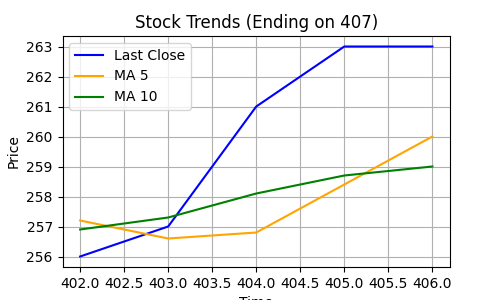 Stock Trends (Ending on 407)
Last Close
MA 5
MA 10
Price
263
262
261
260
259
258
257
256
402.0 402.5 403.0 403.5 404.0 404.5 405.0 405.5 406.0
Time